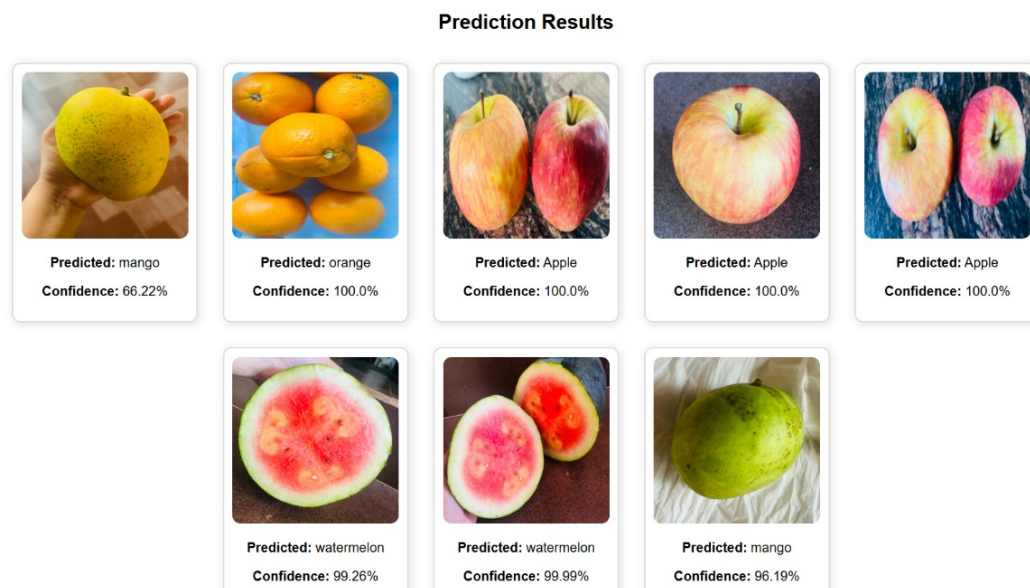 Prediction Results
Predicted: mango
Confidence: 66.22%
Predicted: orange
Confidence: 100.0%
Predicted: Apple
Confidence: 100.0%
Predicted: Apple
Confidence: 100.0%
Predicted: Apple
Confidence: 100.0%
Predicted: watermelon
Confidence: 99.26%
Predicted: watermelon
Confidence: 99.99%
Predicted: mango
Confidence: 96.19%